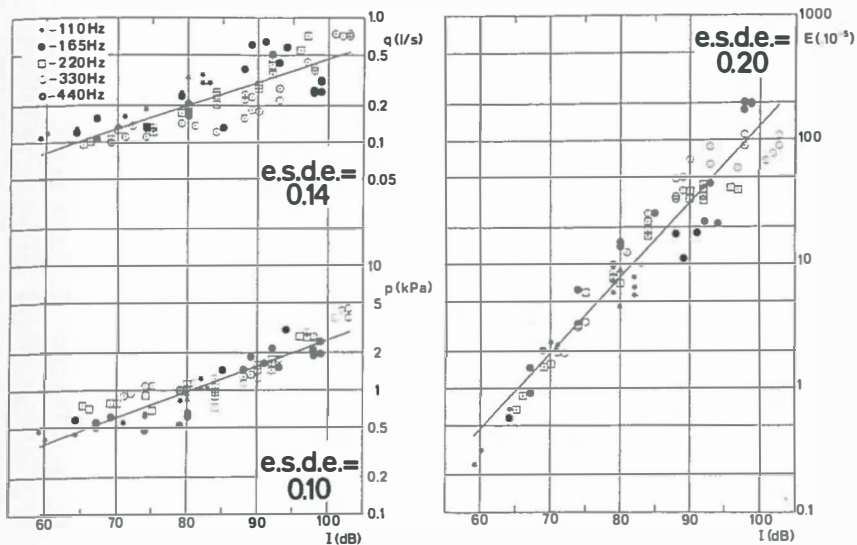 -110Hz
-165Hz
-220Hz
-330Hz
-440Hz
q (l/s)
1.0
0.5
0.2
0.1
0.05
e.s.d.e.=
0.14
10
p (kPa)
5
2
1
0.5
0.2
0.1
e.s.d.e.=
0.10
60
70
80
90
100
I (dB)
1000
E (10⁻⁵)
e.s.d.e.=
0.20
100
10
1
0.1
60
70
80
90
100
I (dB)